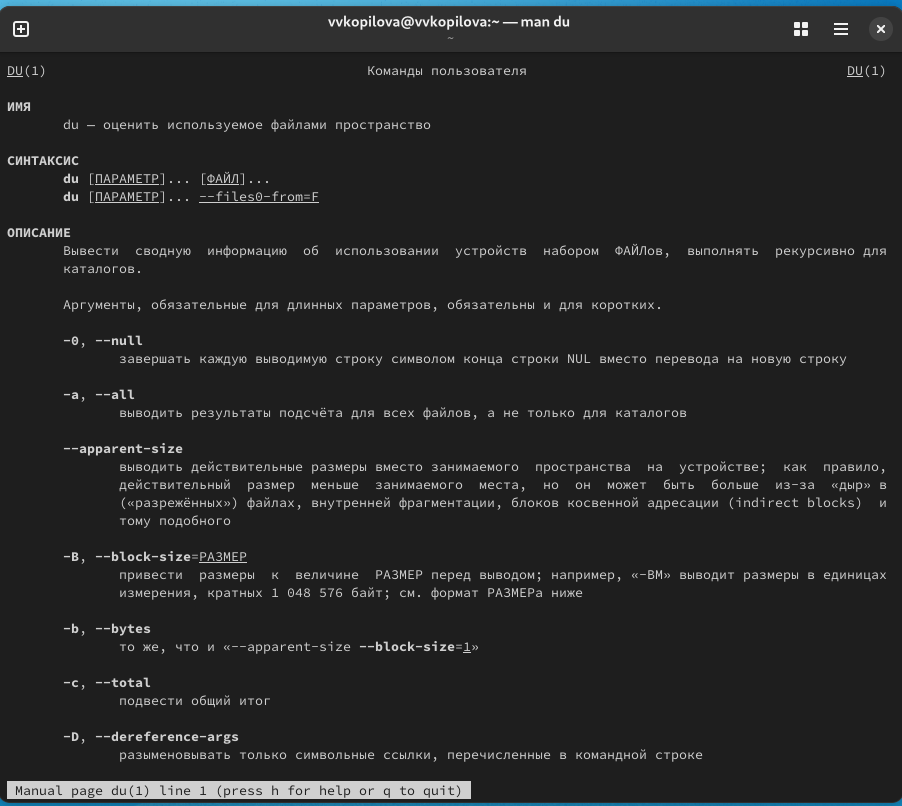 vvkopilova@vvkopilova:~ — man du
~
DU(1) Команды пользователя DU(1)
ИМЯ
du — оценить используемое файлами пространство
СИНТАКСИС
du [ПАРАМЕТР]... [ФАЙЛ]...
du [ПАРАМЕТР]... --files0-from=F
ОПИСАНИЕ
Вывести сводную информацию об использовании устройств набором ФАЙЛов, выполнять рекурсивно для
каталогов.
Аргументы, обязательные для длинных параметров, обязательны и для коротких.
-0, --null
завершать каждую выводимую строку символом конца строки NUL вместо перевода на новую строку
-a, --all
выводить результаты подсчёта для всех файлов, а не только для каталогов
--apparent-size
выводить действительные размеры вместо занимаемого пространства на устройстве; как правило,
действительный размер меньше занимаемого места, но он может быть больше из-за «дыр» в
(«разрежённых») файлах, внутренней фрагментации, блоков косвенной адресации (indirect blocks) и
тому подобного
-B, --block-size=РАЗМЕР
привести размеры к величине РАЗМЕР перед выводом; например, «-BM» выводит размеры в единицах
измерения, кратных 1 048 576 байт; см. формат РАЗМЕРа ниже
-b, --bytes
то же, что и «--apparent-size --block-size=1»
-c, --total
подвести общий итог
-D, --dereference-args
разыменовывать только символьные ссылки, перечисленные в командной строке
Manual page du(1) line 1 (press h for help or q to quit)